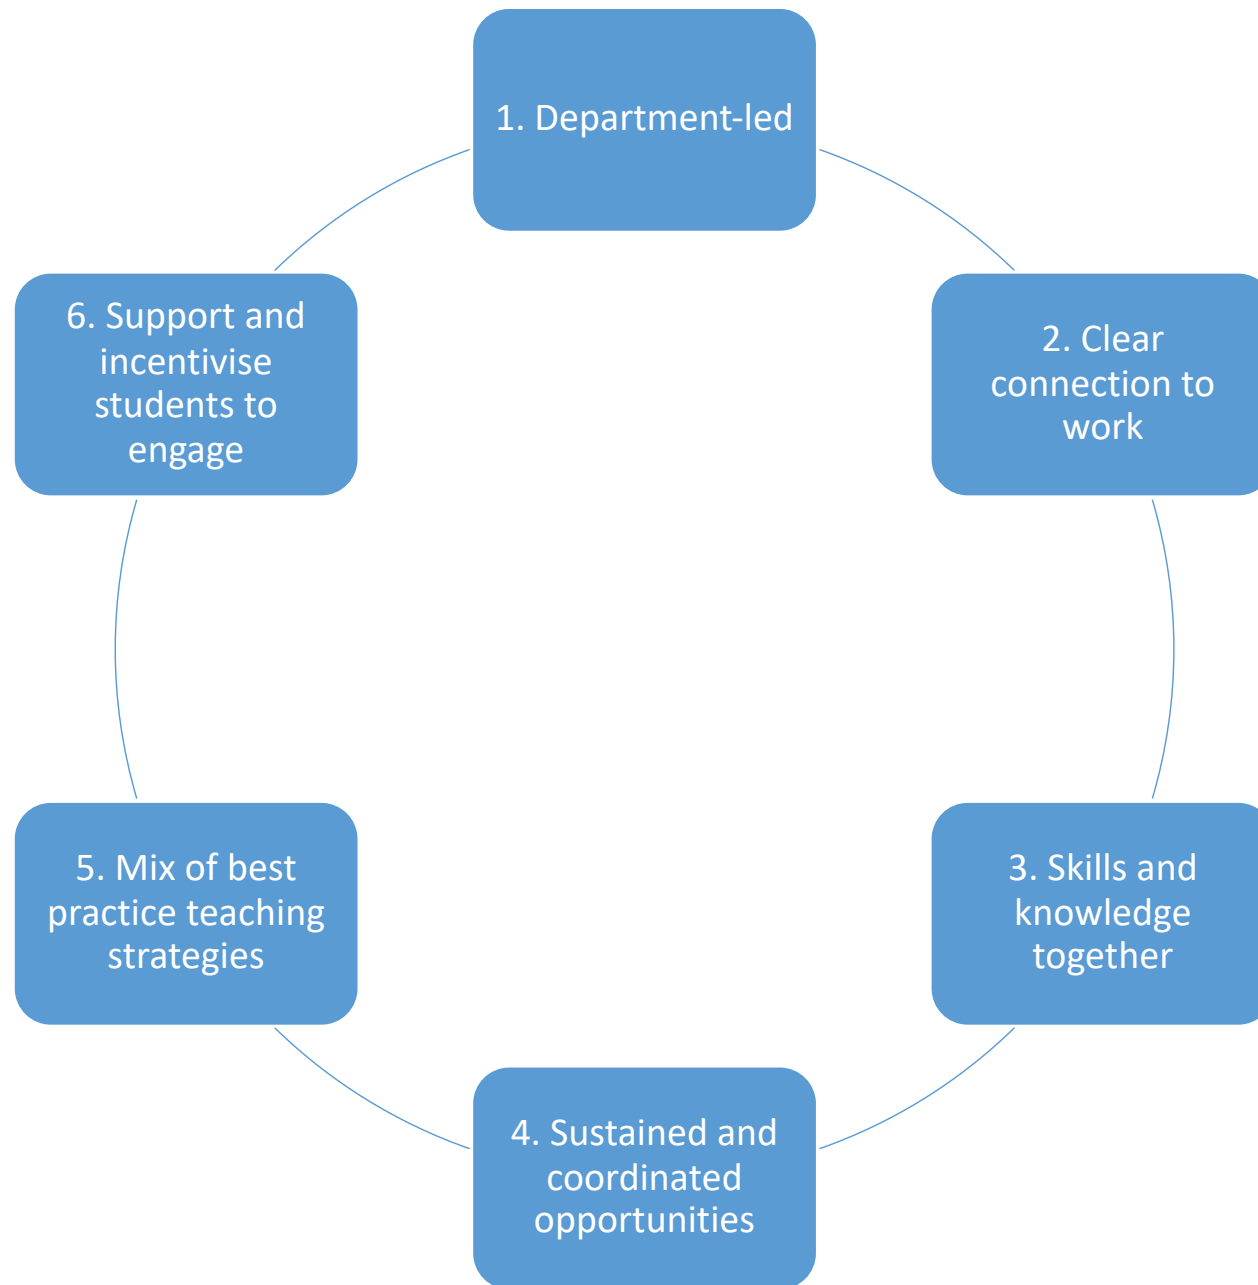 1. Department-led
2. Clear
connection to
work
3. Skills and
knowledge
together
4. Sustained and
coordinated
opportunities
5. Mix of best
practice teaching
strategies
6. Support and
incentivise
students to
engage